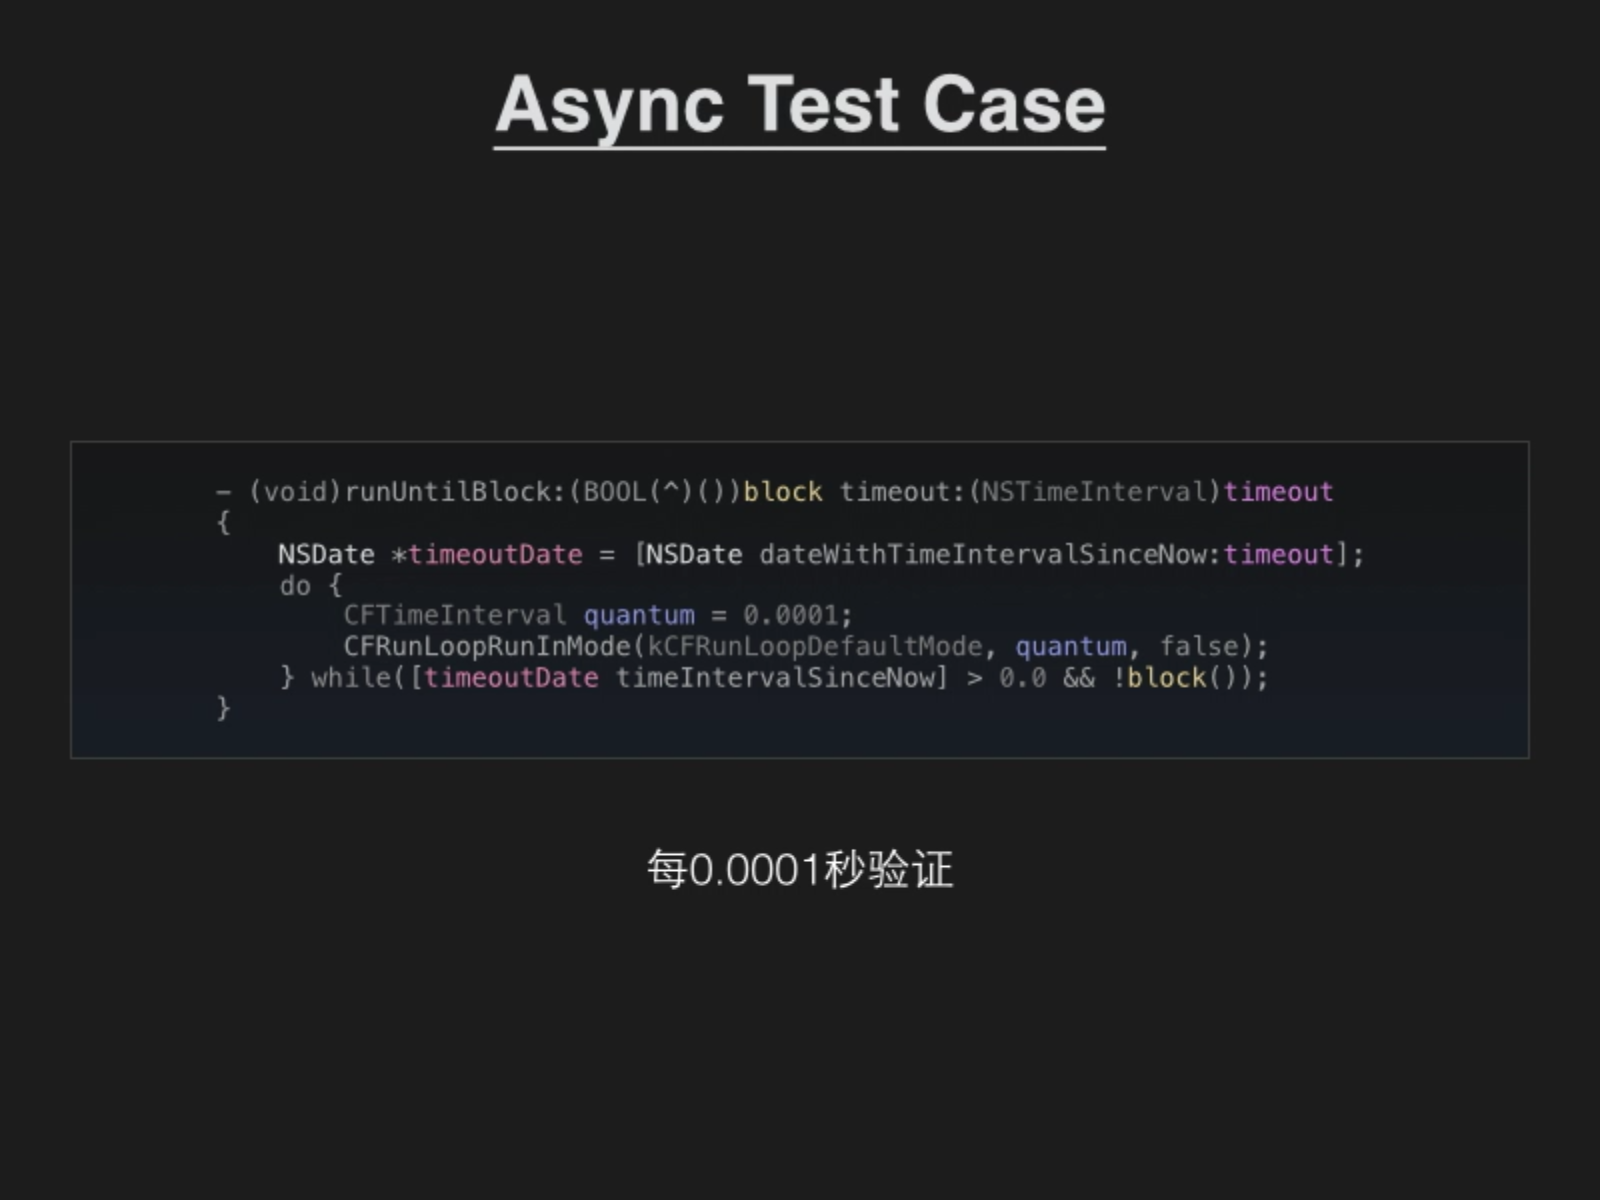 Async Test Case
- (void)runUntilBlock:(BOOL(^)())block timeout:(NSTimeInterval)timeout
{
    NSDate *timeoutDate = [NSDate dateWithTimeIntervalSinceNow:timeout];
    do {
        CFTimeInterval quantum = 0.0001;
        CFRunLoopRunInMode(kCFRunLoopDefaultMode, quantum, false);
    } while([timeoutDate timeIntervalSinceNow] > 0.0 && !block());
}
每0.0001秒验证